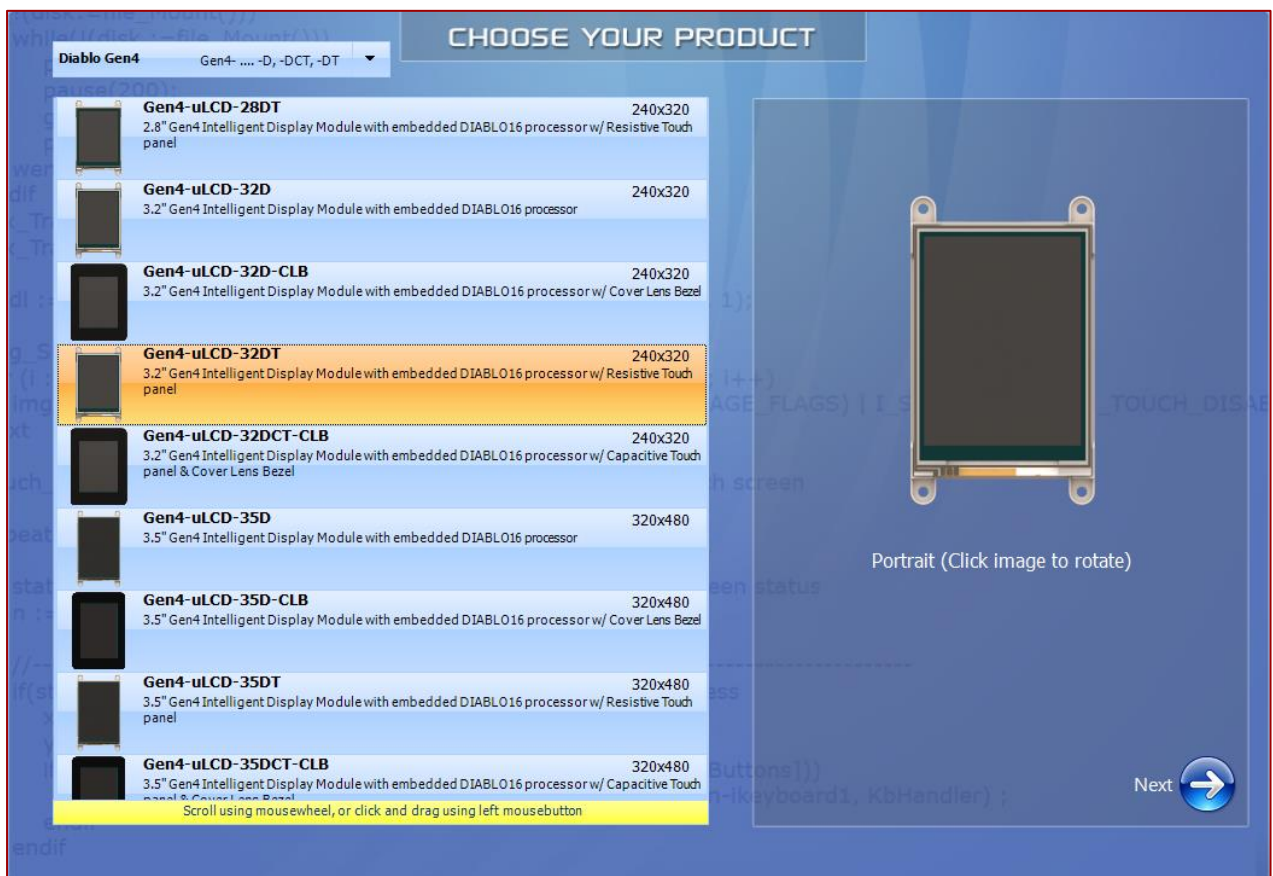 CHOOSE YOUR PRODUCT
Diablo Gen4 Gen4- .... -D, -DCT, -DT
Gen4-uLCD-28DT 240x320
2.8" Gen4 Intelligent Display Module with embedded DIABLO16 processor w/ Resistive Touch
panel
Gen4-uLCD-32D 240x320
3.2" Gen4 Intelligent Display Module with embedded DIABLO16 processor
Gen4-uLCD-32D-CLB 240x320
3.2" Gen4 Intelligent Display Module with embedded DIABLO16 processor w/ Cover Lens Bezel
Gen4-uLCD-32DT 240x320
3.2" Gen4 Intelligent Display Module with embedded DIABLO16 processor w/ Resistive Touch
panel
Gen4-uLCD-32DCT-CLB 240x320
3.2" Gen4 Intelligent Display Module with embedded DIABLO16 processor w/ Capacitive Touch
panel & Cover Lens Bezel
Gen4-uLCD-35D 320x480
3.5" Gen4 Intelligent Display Module with embedded DIABLO16 processor
Gen4-uLCD-35D-CLB 320x480
3.5" Gen4 Intelligent Display Module with embedded DIABLO16 processor w/ Cover Lens Bezel
Gen4-uLCD-35DT 320x480
3.5" Gen4 Intelligent Display Module with embedded DIABLO16 processor w/ Resistive Touch
panel
Gen4-uLCD-35DCT-CLB 320x480
3.5" Gen4 Intelligent Display Module with embedded DIABLO16 processor w/ Capacitive Touch
panel & Cover Lens Bezel
Scroll using mousewheel, or click and drag using left mousebutton
Portrait (Click image to rotate)
Next